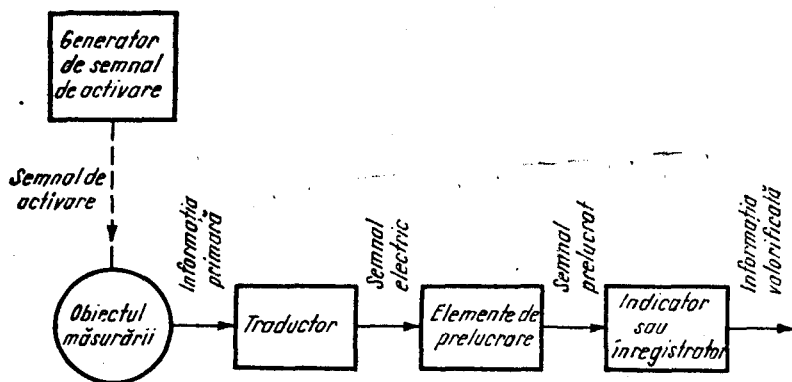 Generator
de semnal
de activare
Semnal de
activare
Informația
primară
Semnal
electric
Semnal
prelucrat
Informația
valorificată
Obiectul
măsurării
Traductor
Elemente de
prelucrare
Indicator
sau
înregistrator